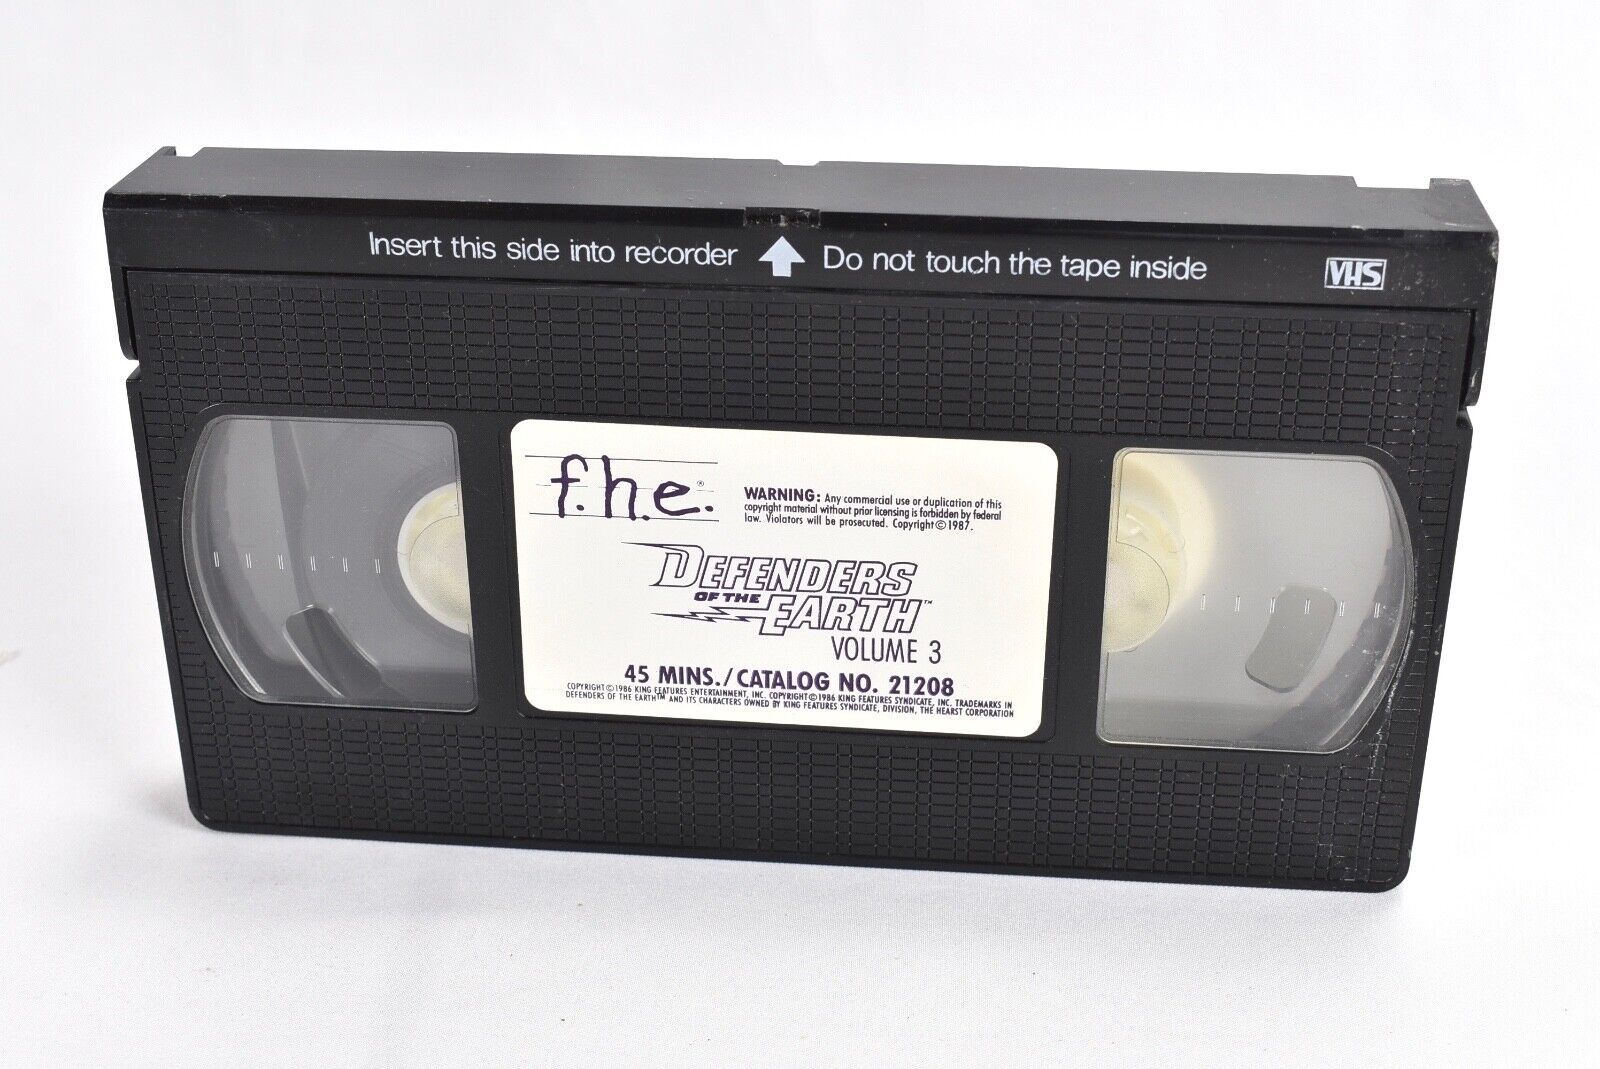 Insert this side into recorder Do not touch the tape inside VHS
f.h.e.®
WARNING: Any commercial use or duplication of this
copyright material without prior licensing is forbidden by federal
law. Violators will be prosecuted. Copyright © 1987.
DEFENDERS
OF THE
EARTH™
VOLUME 3
45 MINS./CATALOG NO. 21208
COPYRIGHT © 1986 KING FEATURES ENTERTAINMENT, INC. COPYRIGHT © 1986 KING FEATURES SYNDICATE, INC. TRADEMARKS IN
DEFENDERS OF THE EARTH™ AND ITS CHARACTERS OWNED BY KING FEATURES SYNDICATE, DIVISION, THE HEARST CORPORATION